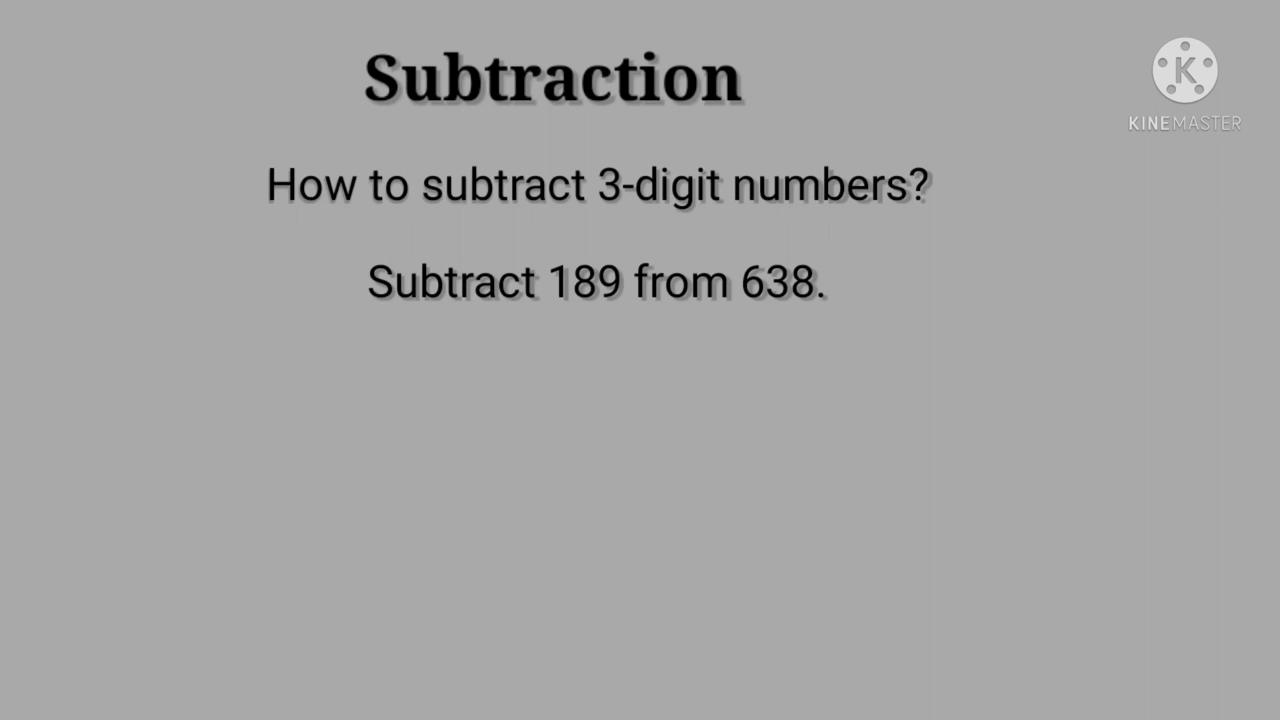 Subtraction
KINEMASTER
How to subtract 3-digit numbers?
Subtract 189 from 638.